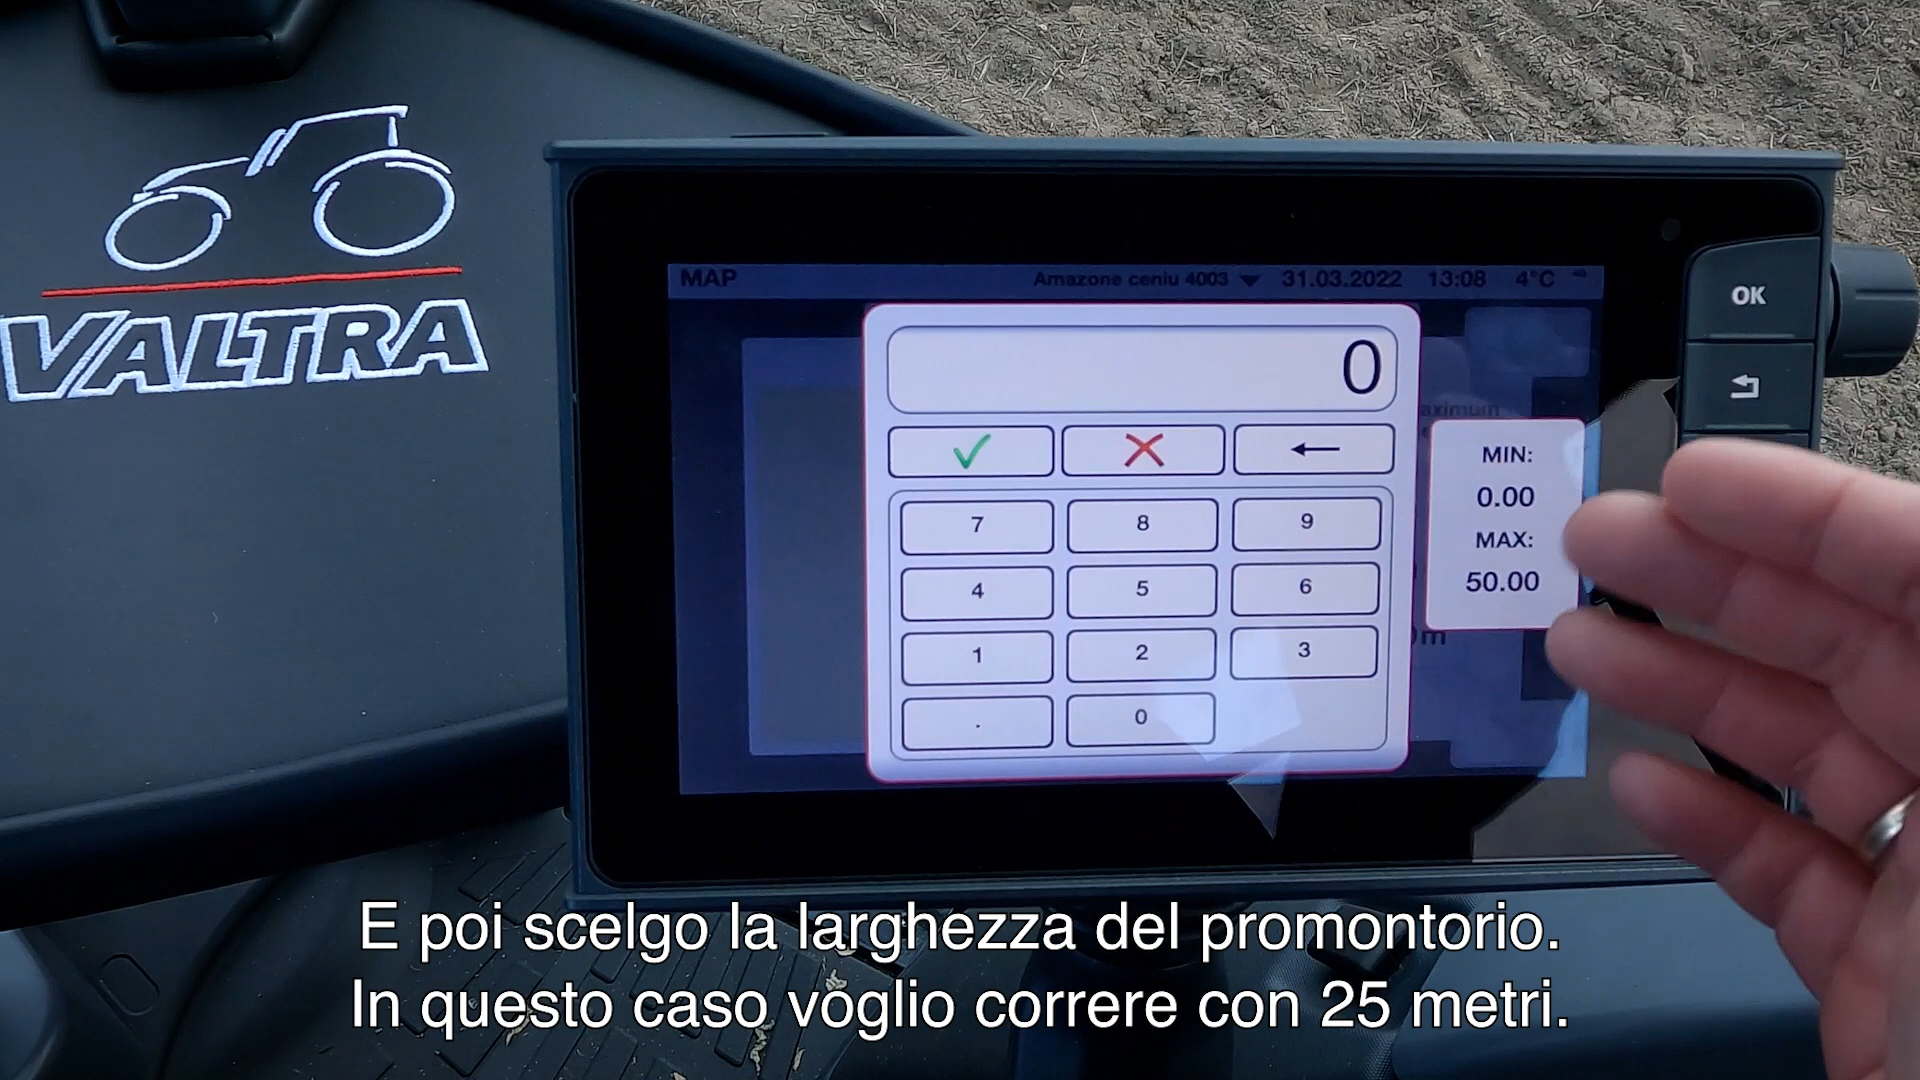 VALTRA
MAP
Amazone ceniu 4003
31.03.2022
13:08
4°C
OK
0
MIN:
0.00
MAX:
50.00
7 8 9
4 5 6
1 2 3
. 0
E poi scelgo la larghezza del promontorio.
In questo caso voglio correre con 25 metri.